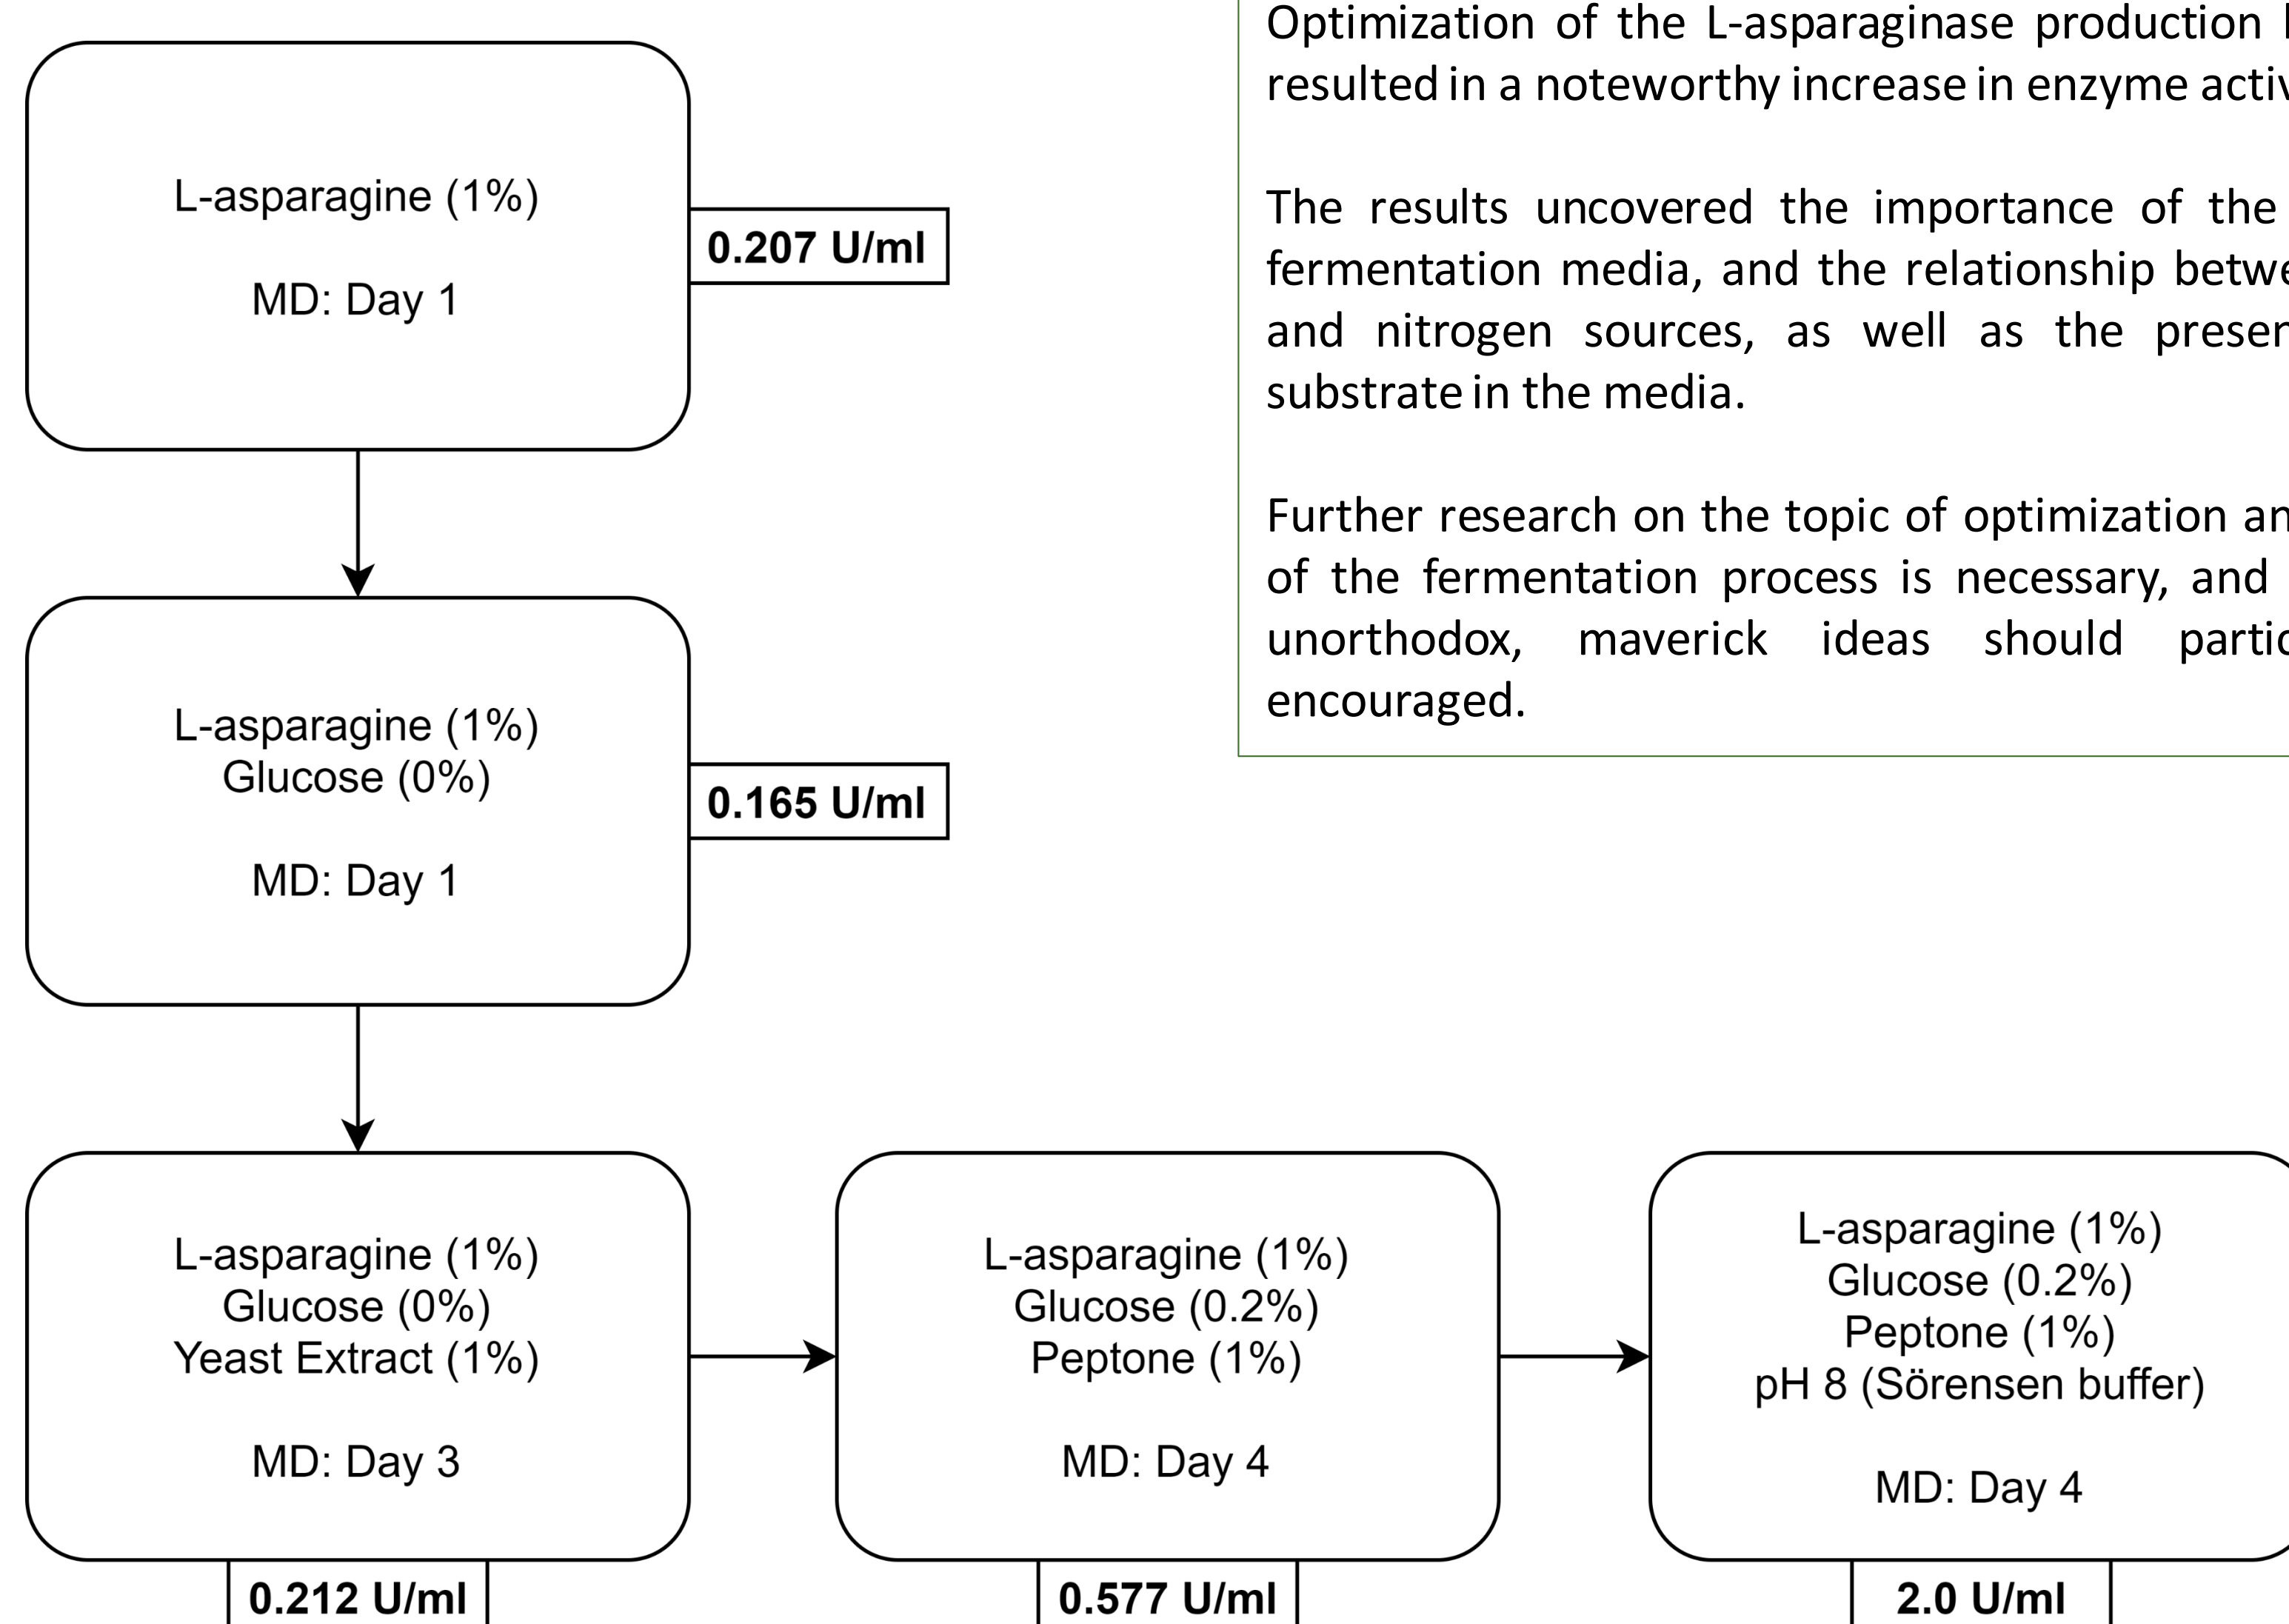 L-asparagine (1%)
MD: Day 1
0.207 U/ml
L-asparagine (1%)
Glucose (0%)
MD: Day 1
0.165 U/ml
L-asparagine (1%)
Glucose (0%)
Yeast Extract (1%)
MD: Day 3
0.212 U/ml
L-asparagine (1%)
Glucose (0.2%)
Peptone (1%)
MD: Day 4
0.577 U/ml
L-asparagine (1%)
Glucose (0.2%)
Peptone (1%)
pH 8 (Sörensen buffer)
MD: Day 4
2.0 U/ml
Optimization of the L-asparaginase production
resulted in a noteworthy increase in enzyme
The results uncovered the importance of the
fermentation media, and the relationship
and nitrogen sources, as well as the
substrate in the media.
Further research on the topic of optimization
of the fermentation process is necessary, and
unorthodox, maverick ideas should
encouraged.